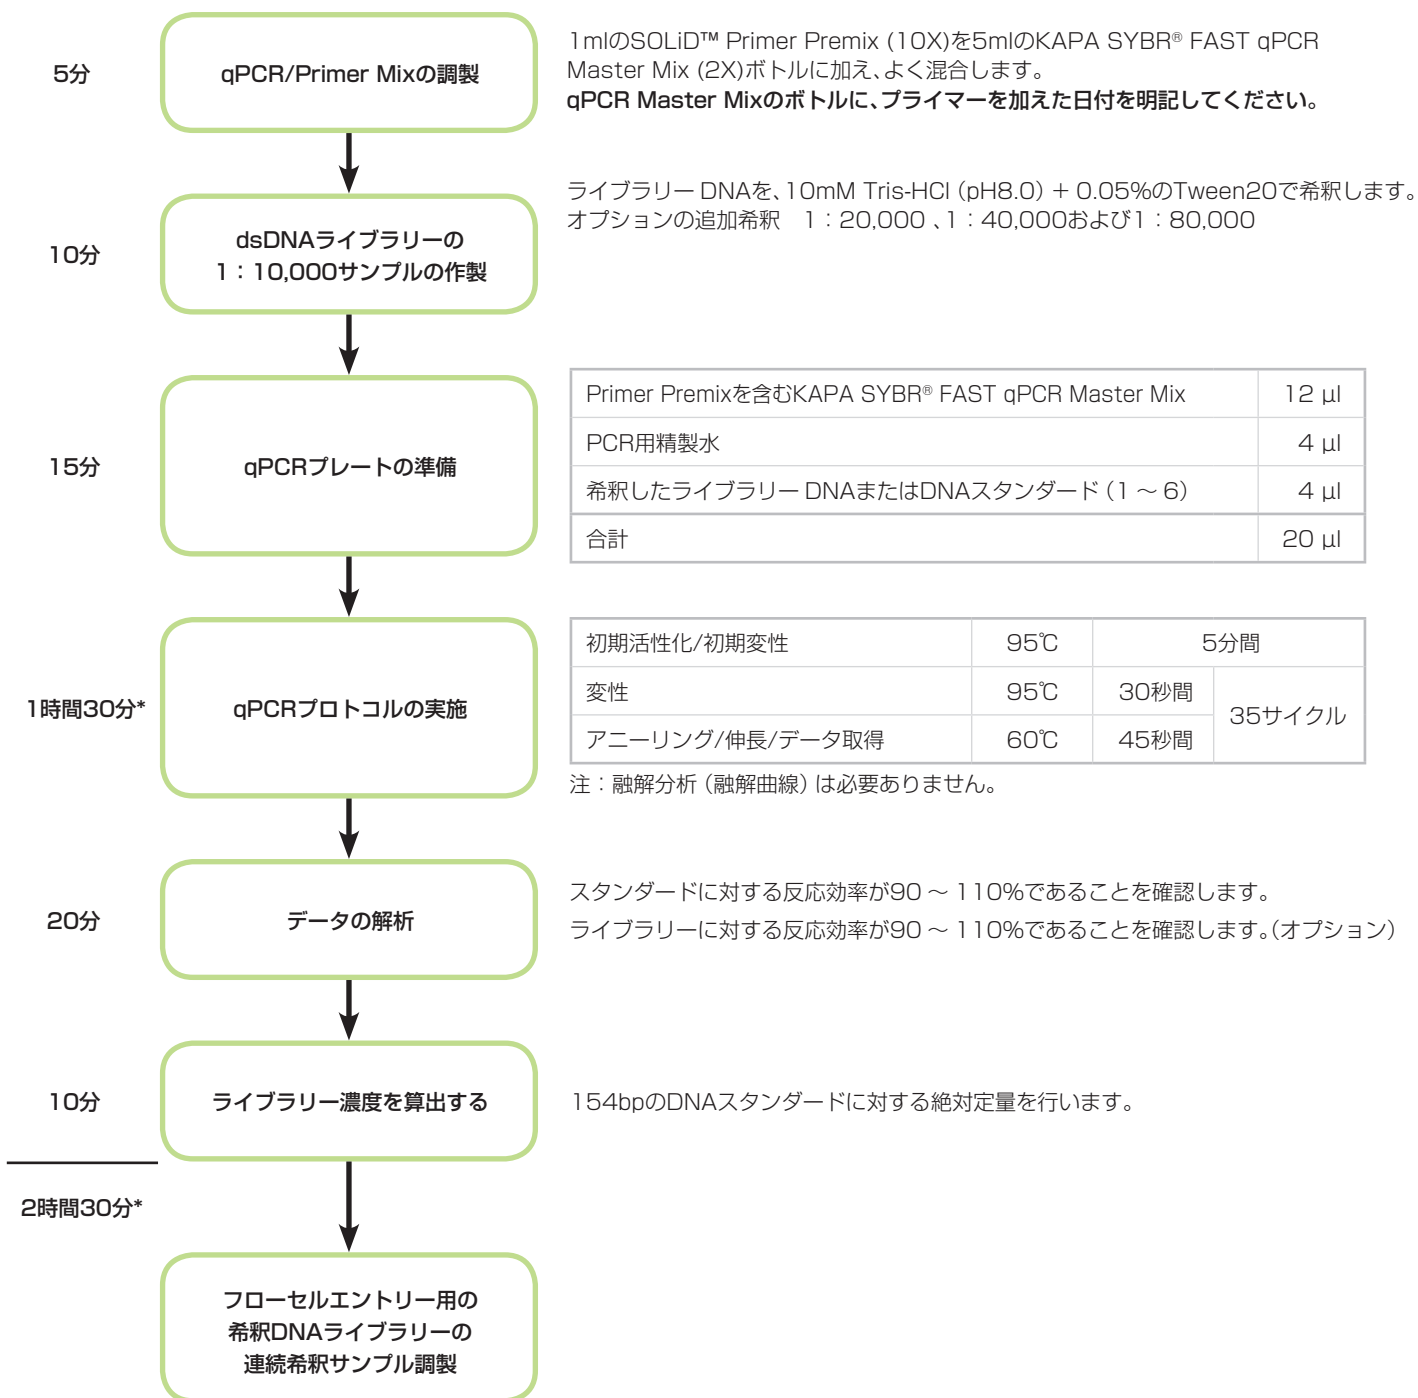 5分
qPCR/Primer Mixの調製
1mlのSOLiD™ Primer Premix (10X)を5mlのKAPA SYBR® FAST qPCR
Master Mix (2X)ボトルに加え、よく混合します。
qPCR Master Mixのボトルに、プライマーを加えた日付を明記してください。
10分
dsDNAライブラリーの
1：10,000サンプルの作製
ライブラリー DNAを、10mM Tris-HCl（pH8.0）+ 0.05%のTween20で希釈します。
オプションの追加希釈　1：20,000 、1：40,000および1：80,000
15分
qPCRプレートの準備
Primer Premixを含むKAPA SYBR® FAST qPCR Master Mix 12 µl
PCR用精製水 4 µl
希釈したライブラリー DNAまたはDNAスタンダード（1 ～ 6） 4 µl
合計 20 µl
1時間30分*
qPCRプロトコルの実施
初期活性化/初期変性 95℃ 5分間
変性 95℃ 30秒間
35サイクル
アニーリング/伸長/データ取得 60℃ 45秒間
注：融解分析（融解曲線）は必要ありません。
20分
データの解析
スタンダードに対する反応効率が90 ～ 110%であることを確認します。
ライブラリーに対する反応効率が90 ～ 110%であることを確認します。（オプション）
10分
ライブラリー濃度を算出する
154bpのDNAスタンダードに対する絶対定量を行います。
2時間30分*
フローセルエントリー用の
希釈DNAライブラリーの
連続希釈サンプル調製